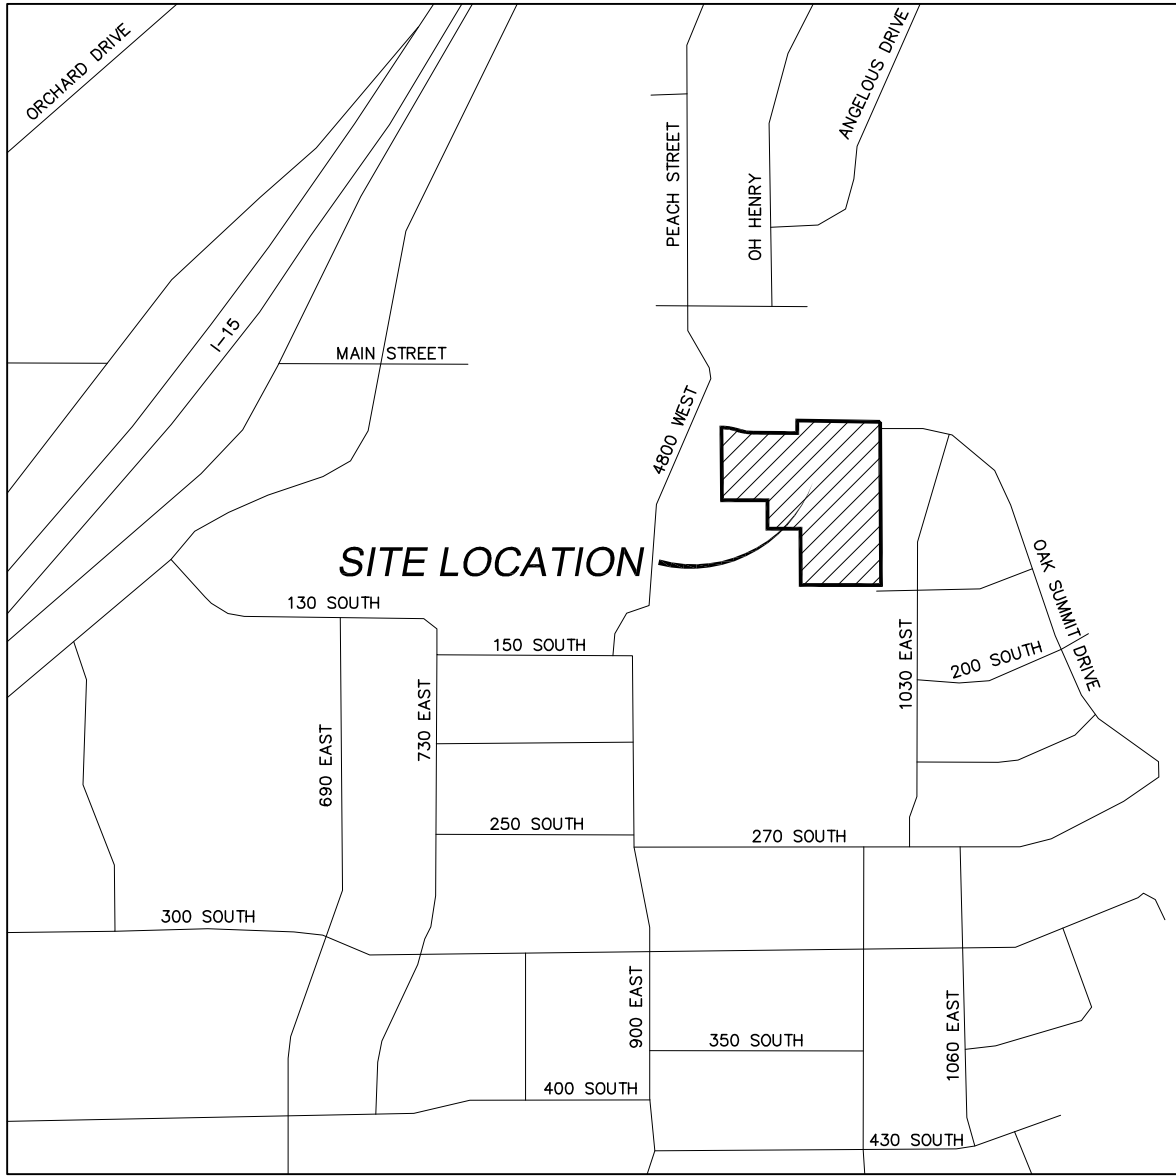 ORCHARD DRIVE
ANGELOUS DRIVE
PEACH STREET
OH HENRY
I-15
MAIN STREET
4800 WEST
SITE LOCATION
OAK SUMMIT DRIVE
130 SOUTH
150 SOUTH
1030 EAST
200 SOUTH
730 EAST
690 EAST
250 SOUTH
270 SOUTH
300 SOUTH
900 EAST
1060 EAST
350 SOUTH
400 SOUTH
430 SOUTH